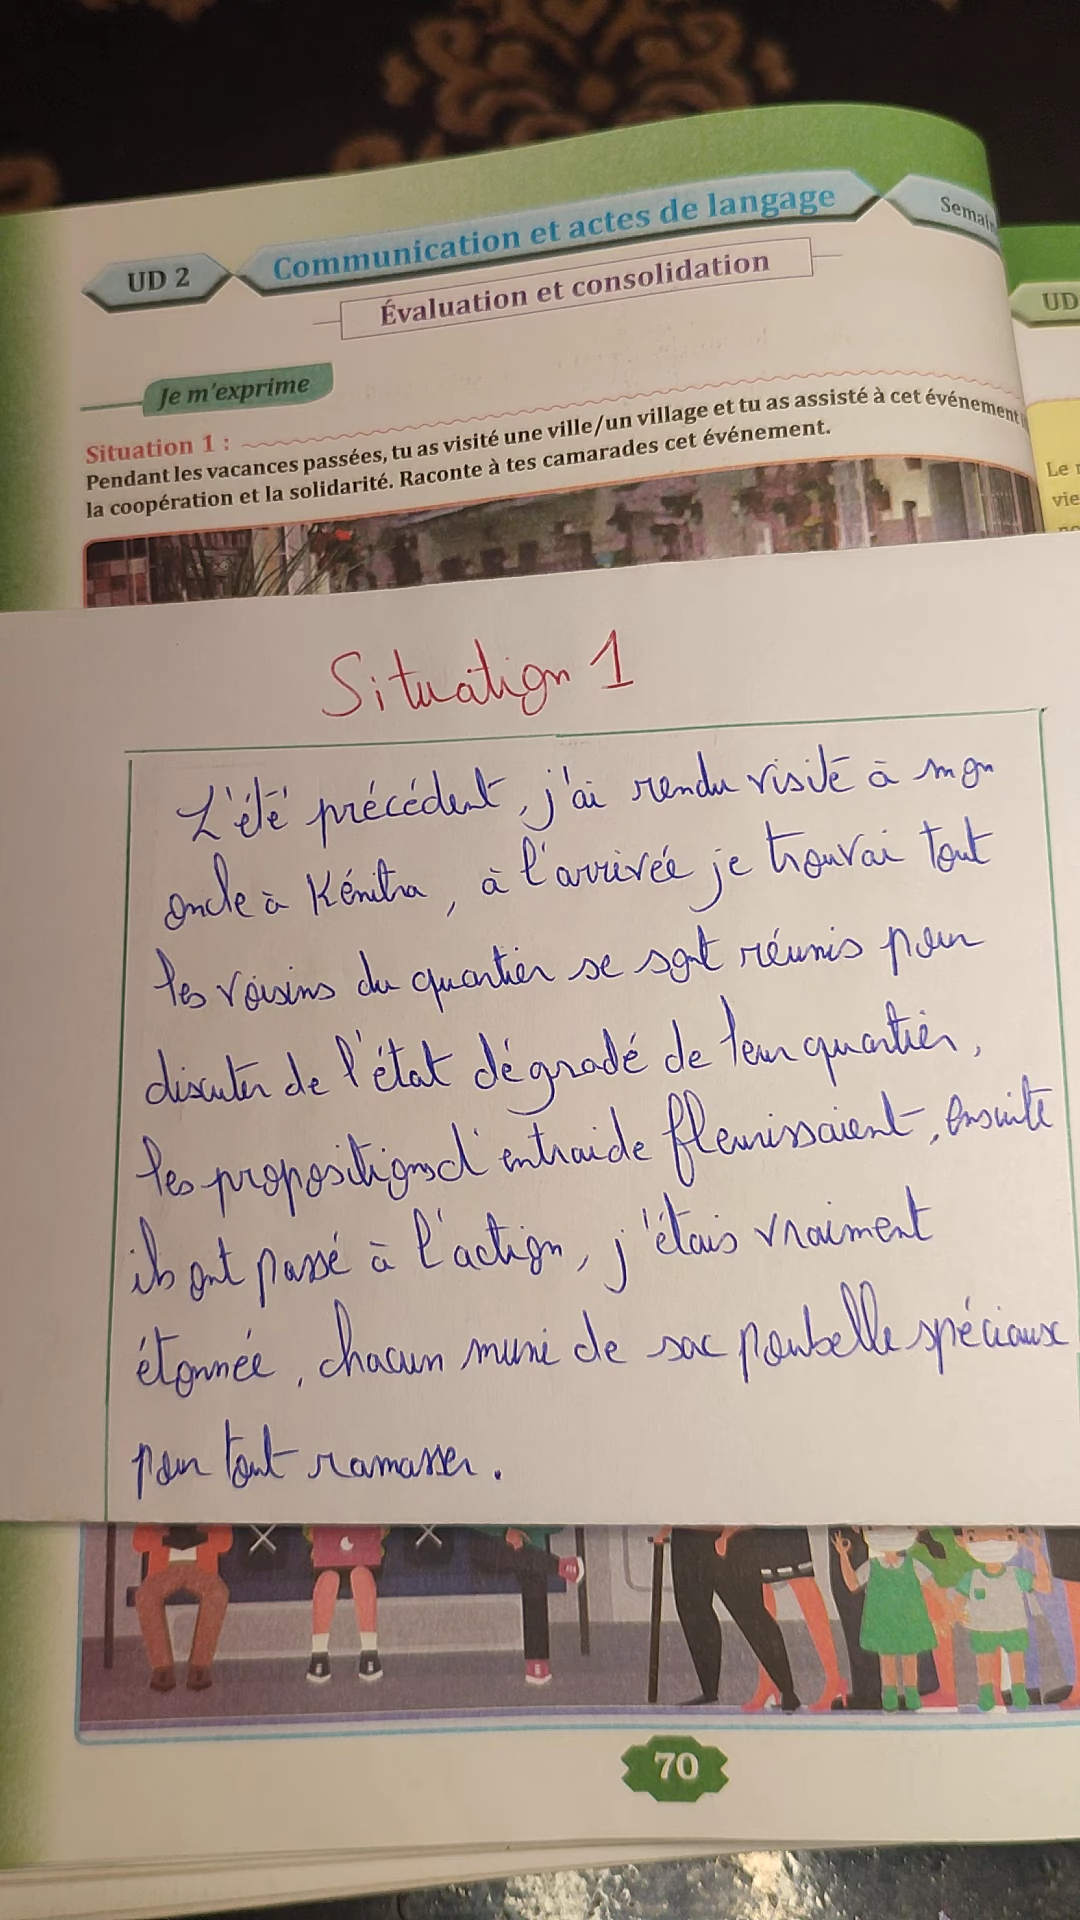 UD 2
Communication et actes de langage
Semai
Évaluation et consolidation
UD
Je m'exprime
Situation 1 :
Pendant les vacances passées, tu as visité une ville/un village et tu as assisté à cet événement
la coopération et la solidarité. Raconte à tes camarades cet événement.
Le
vie
Situation 1
L'été précédent, j'ai rendu visite à mon
oncle à Kénitra, à l'arrivée je trouvai tout
les voisins du quartier se sont réunis pour
discuter de l'état dégradé de leur quartier,
les propositions d'entraide fleurissaient, ensuite
ils ont passé à l'action, j'étais vraiment
étonnée, chacun muni de sac poubelle spéciaux
pour tout ramasser.
70